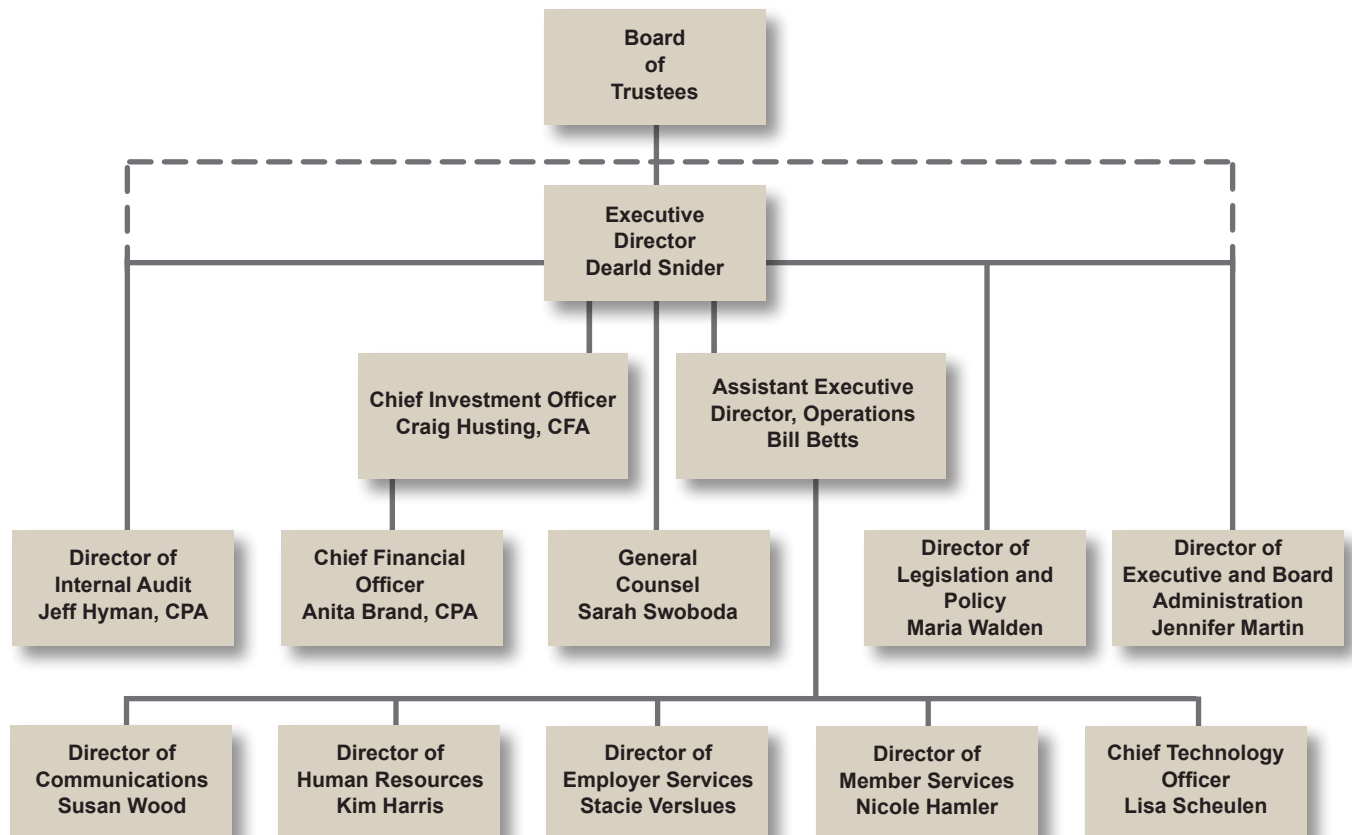 Board
of
Trustees
Executive
Director
Dearld Snider
Chief Investment Officer
Craig Husting, CFA
Assistant Executive
Director, Operations
Bill Betts
Director of
Internal Audit
Jeff Hyman, CPA
Chief Financial
Officer
Anita Brand, CPA
General
Counsel
Sarah Swoboda
Director of
Legislation and
Policy
Maria Walden
Director of
Executive and Board
Administration
Jennifer Martin
Director of
Communications
Susan Wood
Director of
Human Resources
Kim Harris
Director of
Employer Services
Stacie Verslues
Director of
Member Services
Nicole Hamler
Chief Technology
Officer
Lisa Scheulen